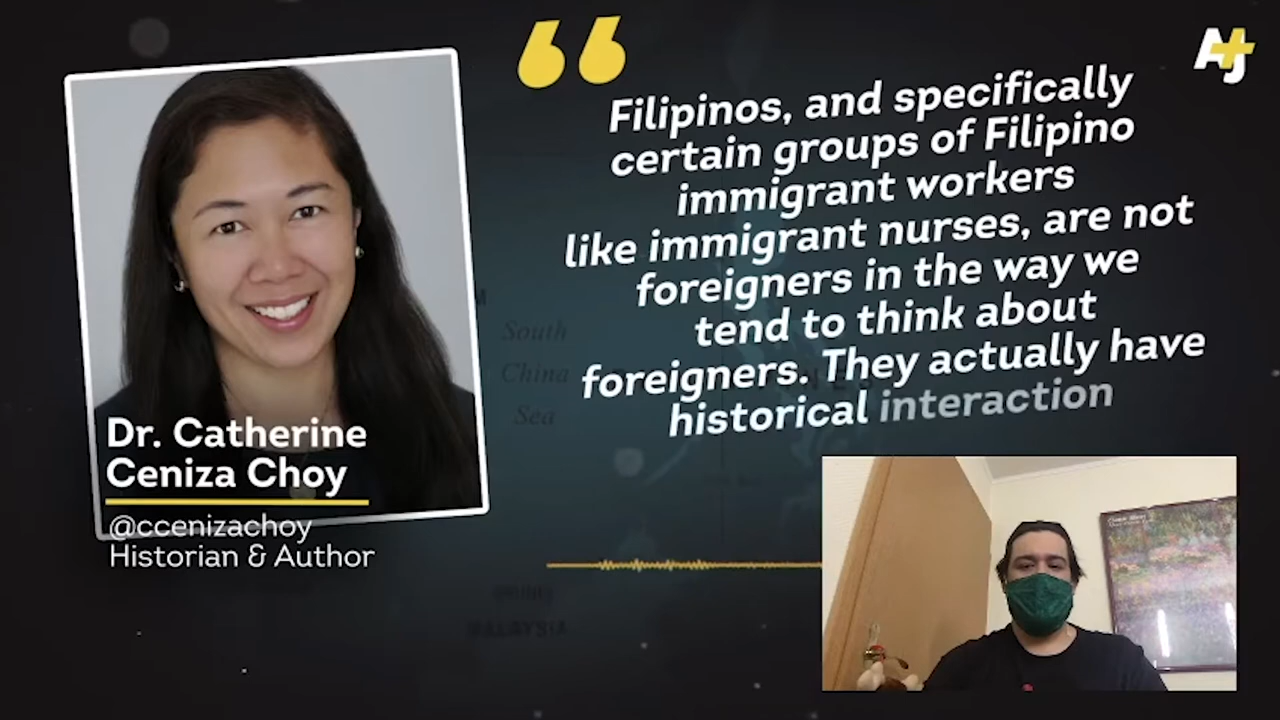 AJ+
Filipinos, and specifically
certain groups of Filipino
immigrant workers
like immigrant nurses, are not
foreigners in the way we
tend to think about
foreigners. They actually have
historical interaction
Dr. Catherine
Ceniza Choy
@ccenizachoy
Historian & Author
South
China
Sea
MALAYSIA